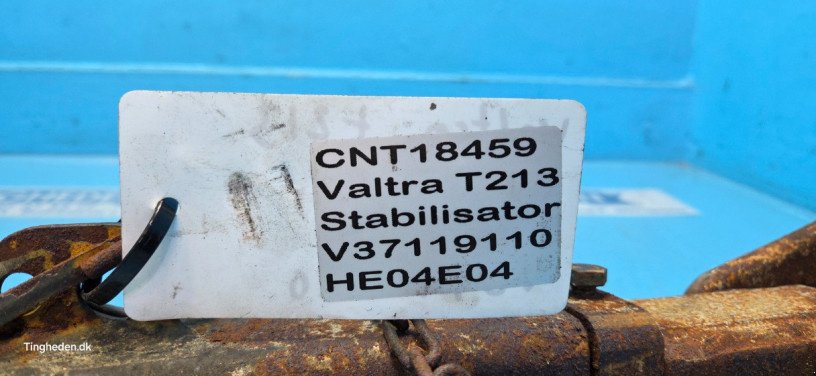 CNT18459
Valtra T213
Stabilisator
V37119110
HE04E04
Tingheden.dk